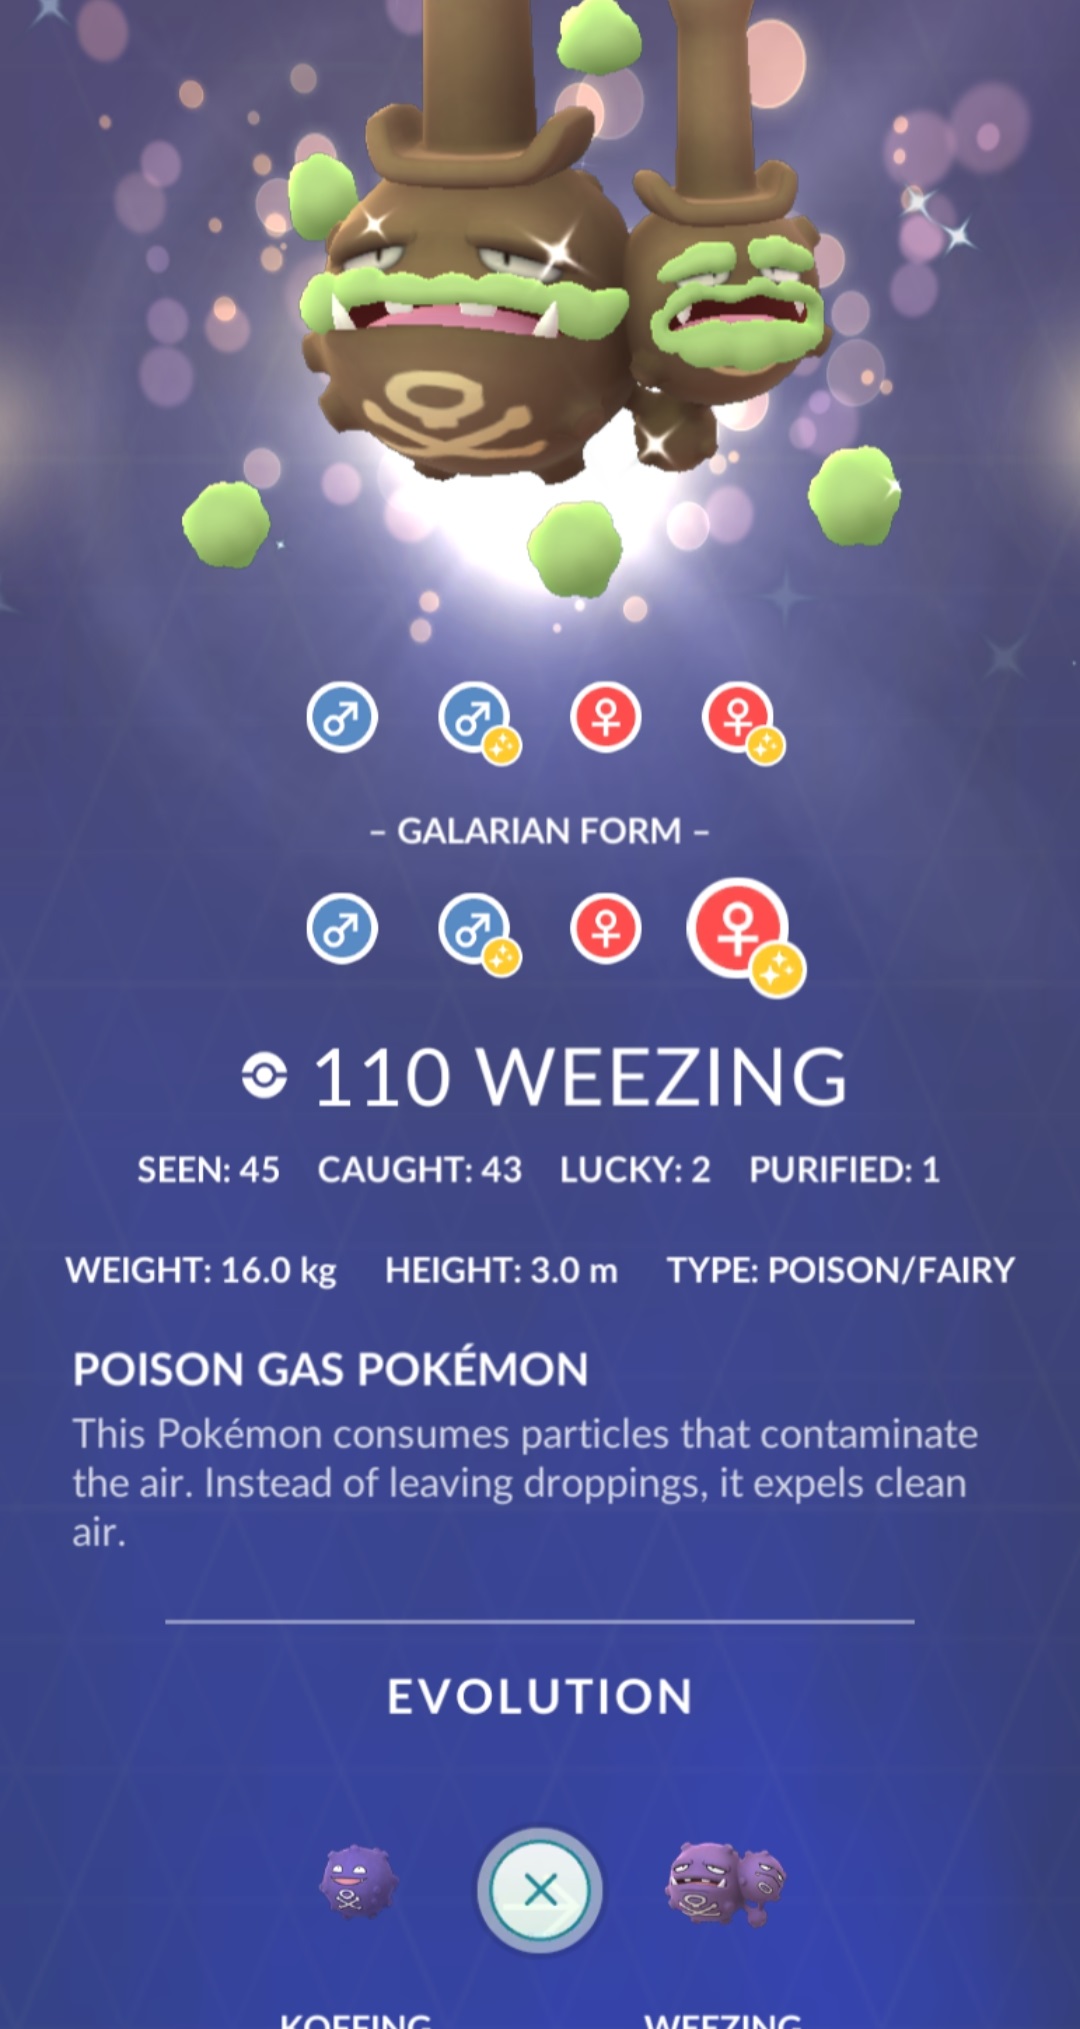 – GALARIAN FORM –
110 WEEZING
SEEN: 45 CAUGHT: 43 LUCKY: 2 PURIFIED: 1
WEIGHT: 16.0 kg HEIGHT: 3.0 m TYPE: POISON/FAIRY
POISON GAS POKÉMON
This Pokémon consumes particles that contaminate
the air. Instead of leaving droppings, it expels clean
air.
EVOLUTION
KOFFING WEEZING